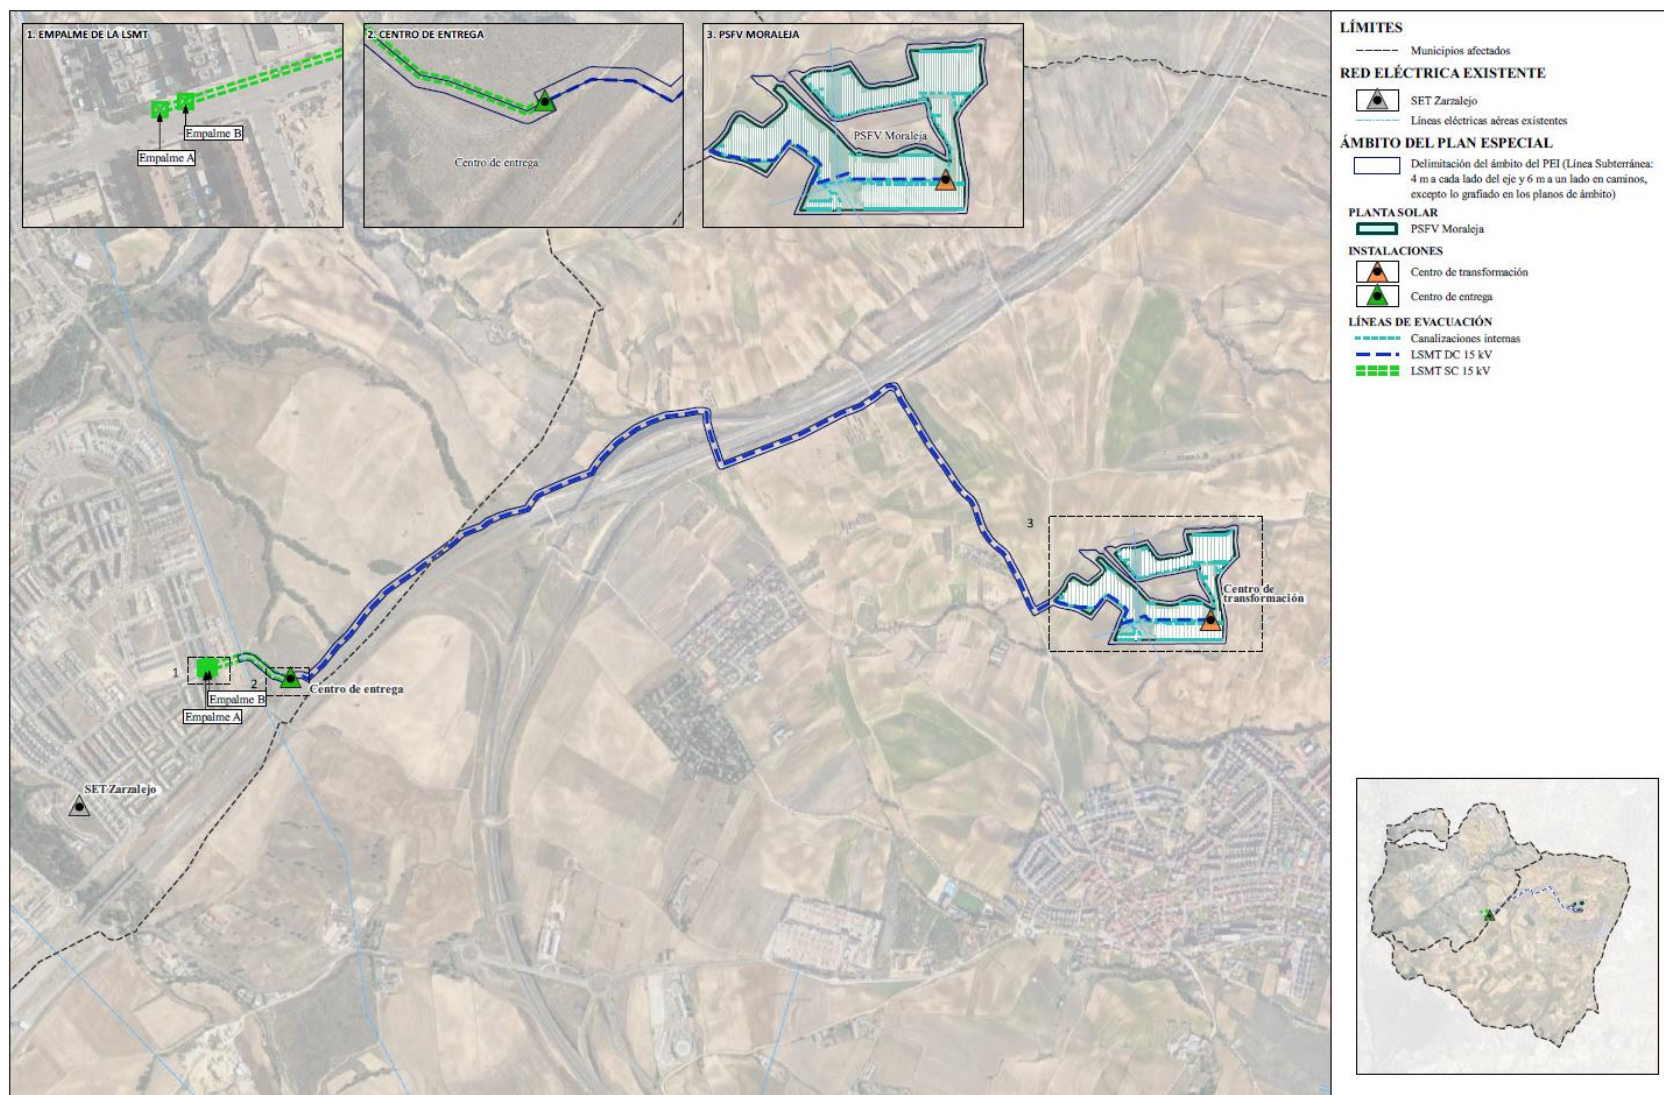 1. EMPALME DE LA LSMT
Empalme B
Empalme A
2. CENTRO DE ENTREGA
Centro de entrega
3. PSFV MORALEJA
PSFV Moraleja
3
Centro de
transformación
1
2
Centro de entrega
Empalme B
Empalme A
SET Zarzalejo
LÍMITES
Municipios afectados
RED ELÉCTRICA EXISTENTE
SET Zarzalejo
Líneas eléctricas aéreas existentes
ÁMBITO DEL PLAN ESPECIAL
Delimitación del ámbito del PEI (Línea Subterránea:
4 m a cada lado del eje y 6 m a un lado en caminos,
excepto lo grafiado en los planos de ámbito)
PLANTA SOLAR
PSFV Moraleja
INSTALACIONES
Centro de transformación
Centro de entrega
LÍNEAS DE EVACUACIÓN
Canalizaciones internas
LSMT DC 15 kV
LSMT SC 15 kV